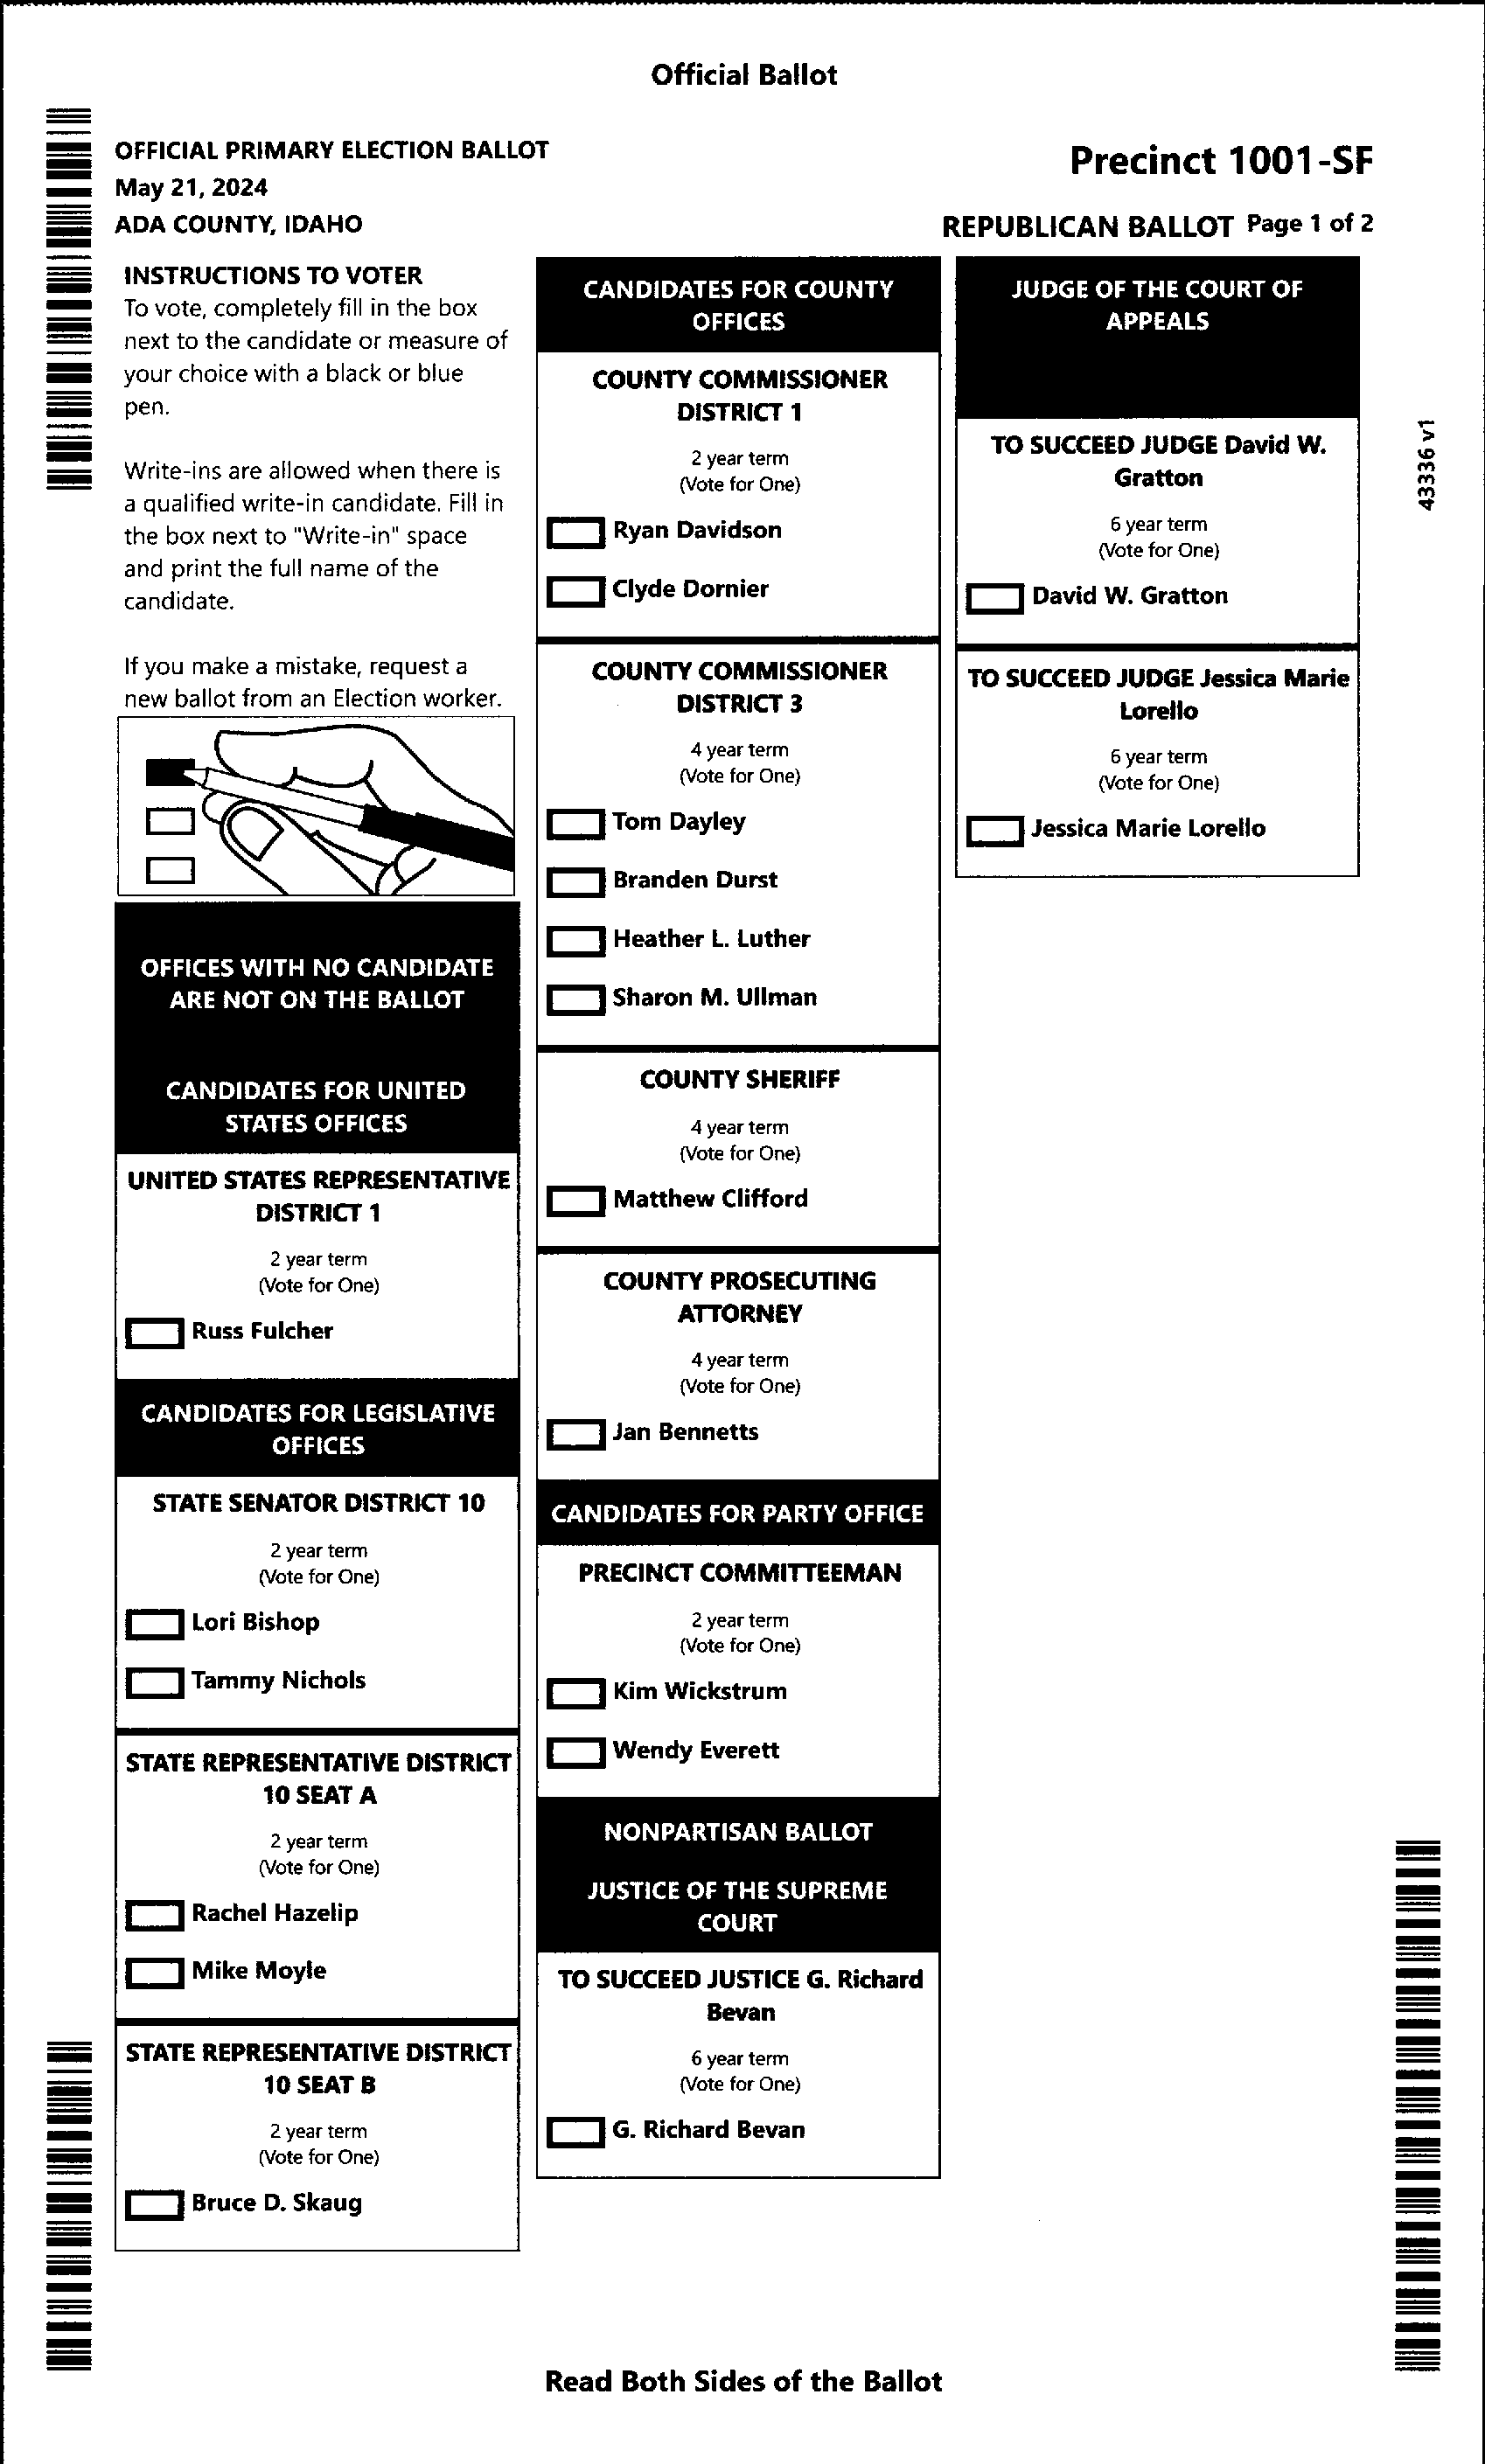 Official Ballot
OFFICIAL PRIMARY ELECTION BALLOT
May 21, 2024
ADA COUNTY, IDAHO
Precinct 1001-SF
REPUBLICAN BALLOT Page 1 of 2
INSTRUCTIONS TO VOTER
To vote, completely fill in the box
next to the candidate or measure of
your choice with a black or blue
pen.
Write-ins are allowed when there is
a qualified write-in candidate. Fill in
the box next to "Write-in" space
and print the full name of the
candidate.
If you make a mistake, request a
new ballot from an Election worker.
OFFICES WITH NO CANDIDATE
ARE NOT ON THE BALLOT
CANDIDATES FOR UNITED
STATES OFFICES
UNITED STATES REPRESENTATIVE
DISTRICT 1
2 year term
(Vote for One)
Russ Fulcher
CANDIDATES FOR LEGISLATIVE
OFFICES
STATE SENATOR DISTRICT 10
2 year term
(Vote for One)
Lori Bishop
Tammy Nichols
STATE REPRESENTATIVE DISTRICT
10 SEAT A
2 year term
(Vote for One)
Rachel Hazelip
Mike Moyle
STATE REPRESENTATIVE DISTRICT
10 SEAT B
2 year term
(Vote for One)
Bruce D. Skaug
CANDIDATES FOR COUNTY
OFFICES
COUNTY COMMISSIONER
DISTRICT 1
2 year term
(Vote for One)
Ryan Davidson
Clyde Dornier
COUNTY COMMISSIONER
DISTRICT 3
4 year term
(Vote for One)
Tom Dayley
Branden Durst
Heather L. Luther
Sharon M. Ullman
COUNTY SHERIFF
4 year term
(Vote for One)
Matthew Clifford
COUNTY PROSECUTING
ATTORNEY
4 year term
(Vote for One)
Jan Bennetts
CANDIDATES FOR PARTY OFFICE
PRECINCT COMMITTEEMAN
2 year term
(Vote for One)
Kim Wickstrum
Wendy Everett
NONPARTISAN BALLOT
JUSTICE OF THE SUPREME
COURT
TO SUCCEED JUSTICE G. Richard
Bevan
6 year term
(Vote for One)
G. Richard Bevan
JUDGE OF THE COURT OF
APPEALS
TO SUCCEED JUDGE David W.
Gratton
6 year term
(Vote for One)
David W. Gratton
TO SUCCEED JUDGE Jessica Marie
Lorello
6 year term
(Vote for One)
Jessica Marie Lorello
43336 v1
Read Both Sides of the Ballot